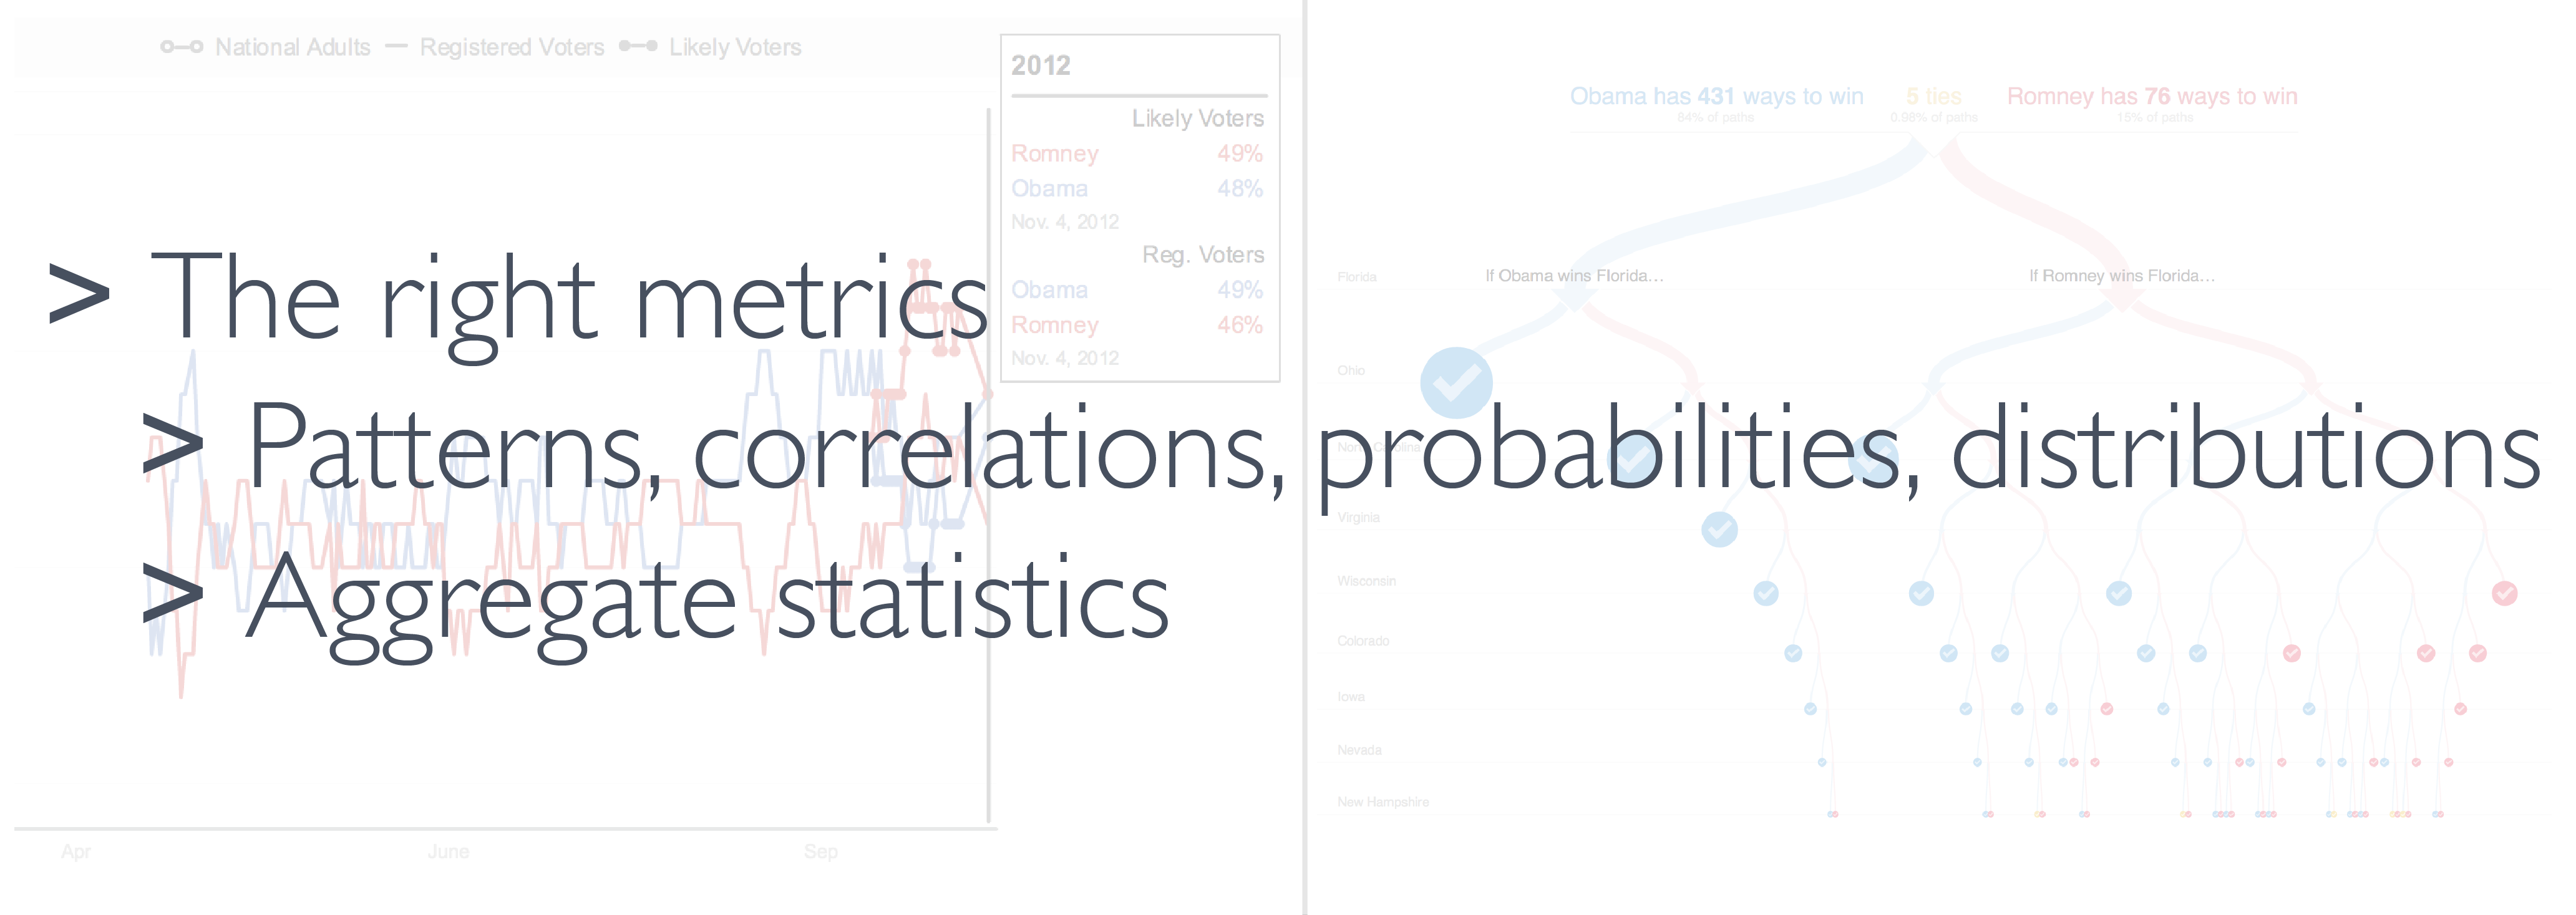 National Adults Registered Voters Likely Voters
2012
Likely Voters
Romney 49%
Obama 48%
Nov. 4, 2012
Reg. Voters
Obama 49%
Romney 46%
Nov. 4, 2012
Apr June Sep
Obama has 431 ways to win 5 ties Romney has 76 ways to win
84% of paths 0.98% of paths 15% of paths
Florida If Obama wins Florida… If Romney wins Florida…
Ohio
North Carolina
Virginia
Wisconsin
Colorado
Iowa
Nevada
New Hampshire
> The right metrics
> Patterns, correlations, probabilities, distributions
> Aggregate statistics